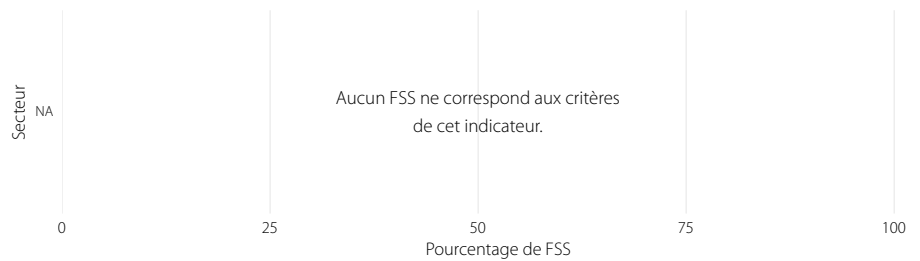 Secteur
NA
Aucun FSS ne correspond aux critères
de cet indicateur.
0
25
50
75
100
Pourcentage de FSS